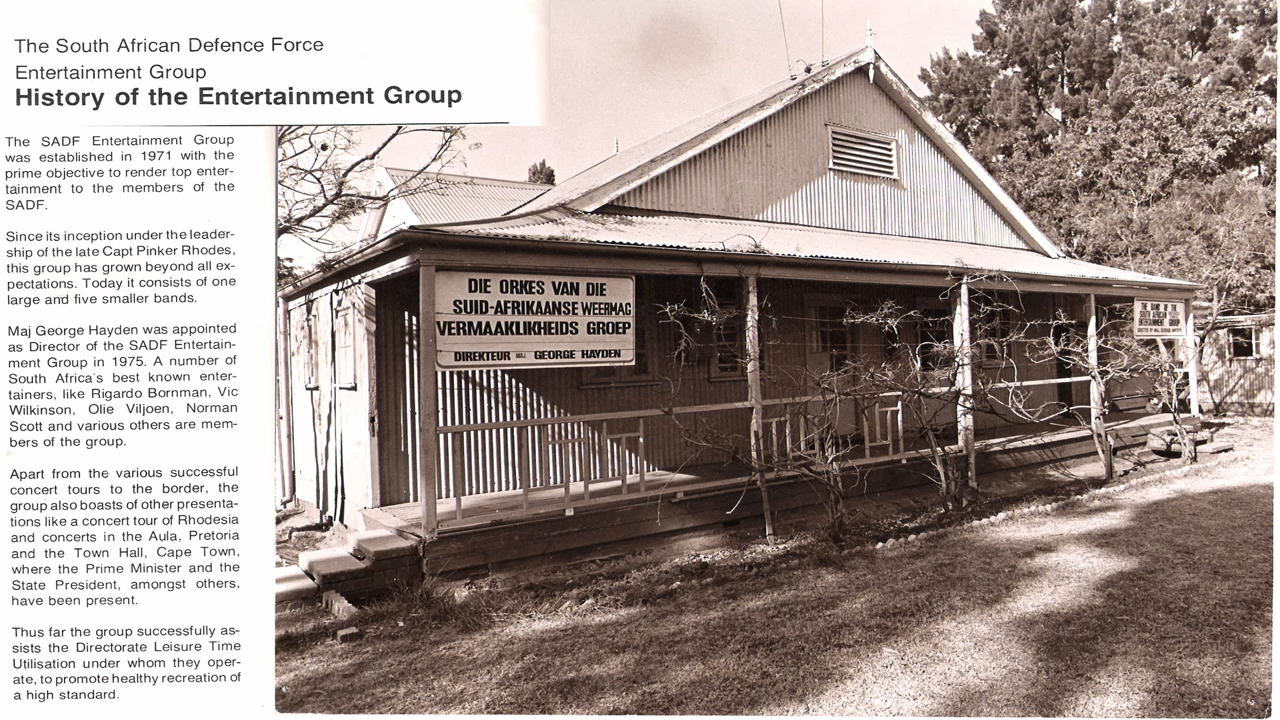 The South African Defence Force
Entertainment Group
History of the Entertainment Group
The SADF Entertainment Group
was established in 1971 with the
prime objective to render top enter-
tainment to the members of the
SADF.
Since its inception under the leader-
ship of the late Capt Pinker Rhodes,
this group has grown beyond all ex-
pectations. Today it consists of one
large and five smaller bands.
Maj George Hayden was appointed
as Director of the SADF Entertain-
ment Group in 1975. A number of
South Africa's best known enter-
tainers, like Rigardo Bornman, Vic
Wilkinson, Olie Viljoen, Norman
Scott and various others are mem-
bers of the group.
Apart from the various successful
concert tours to the border, the
group also boasts of other presenta-
tions like a concert tour of Rhodesia
and concerts in the Aula, Pretoria
and the Town Hall, Cape Town,
where the Prime Minister and the
State President, amongst others,
have been present.
Thus far the group successfully as-
sists the Directorate Leisure Time
Utilisation under whom they oper-
ate, to promote healthy recreation of
a high standard.
DIE ORKES VAN DIE
SUID-AFRIKAANSE WEERMAG
VERMAAKLIKHEIDS GROEP
DIREKTEUR MAJ GEORGE HAYDEN
THE BAND OF THE
SOUTH AFRICAN
ENTERTAINMENT GROUP
DIRECTED BY MAJ GEORGE HAYDEN